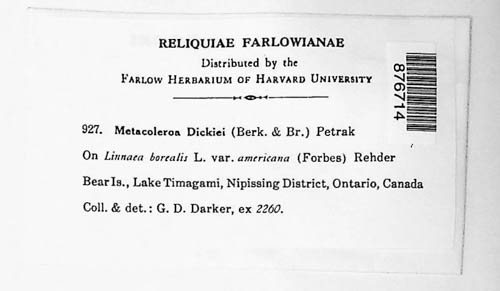 RELIQUIAE FARLOWIANAE
Distributed by the
FARLOW HERBARIUM OF HARVARD UNIVERSITY
876714
927. Metacoleroa Dickiei (Berk. & Br.) Petrak
On Linnaea borealis L. var. americana (Forbes) Rehder
Bear Is., Lake Timagami, Nipissing District, Ontario, Canada
Coll. & det.: G. D. Darker, ex 2260.